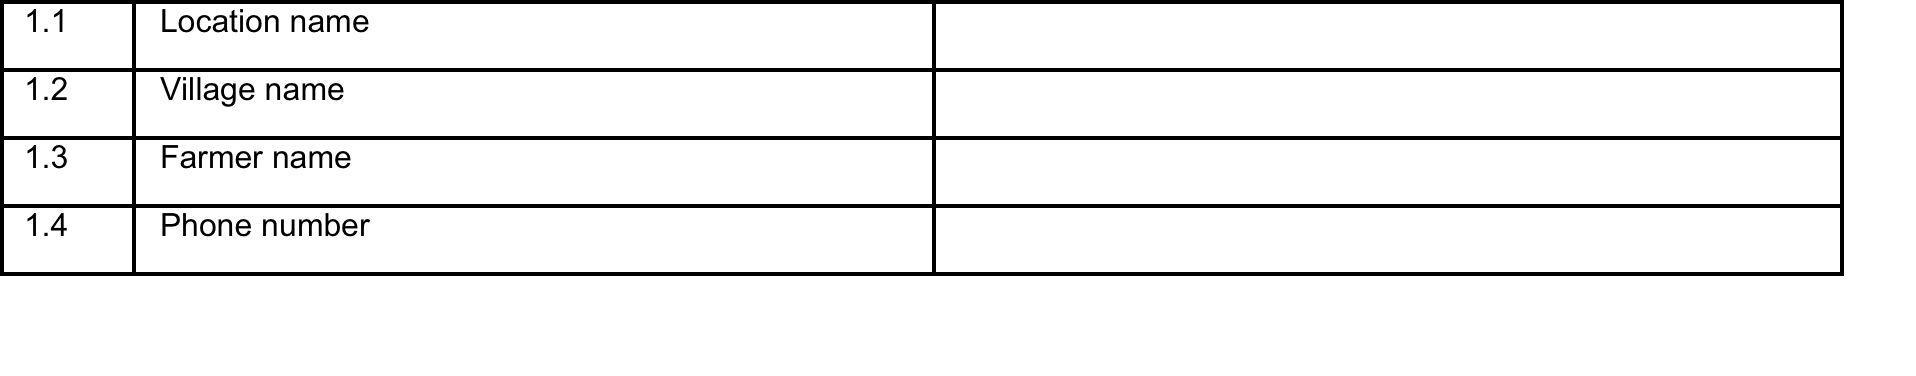 1.1 Location name
1.2 Village name
1.3 Farmer name
1.4 Phone number